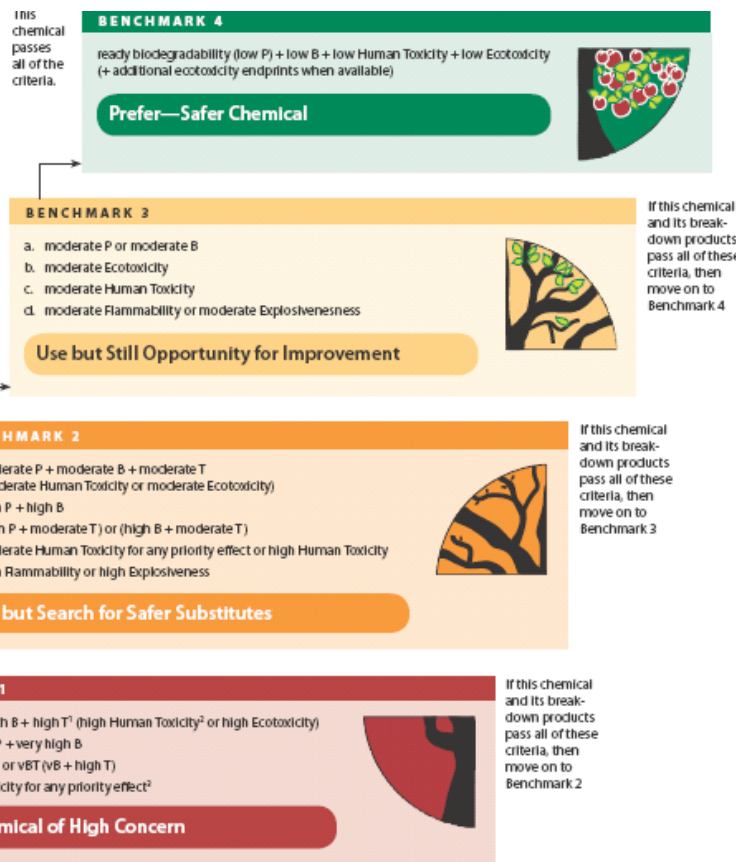 This
chemical
passes
all of the
criteria.
BENCHMARK 4
ready biodegradability (low P) + low B + low Human Toxicity + low Ecotoxicity
(+ additional ecotoxicity endprints when available)
Prefer—Safer Chemical
BENCHMARK 3
a. moderate P or moderate B
b. moderate Ecotoxicity
c. moderate Human Toxicity
d. moderate Flammability or moderate Explosivenesness
Use but Still Opportunity for Improvement
If this chemical
and its break-
down products
pass all of these
criteria, then
move on to
Benchmark 4
HMARK 2
erate P + moderate B + moderate T
derate Human Toxicity or moderate Ecotoxicity)
P + high B
h P + moderate T) or (high B + moderate T)
erate Human Toxicity for any priority effect or high Human Toxicity
Flammability or high Explosiveness
but Search for Safer Substitutes
If this chemical
and its break-
down products
pass all of these
criteria, then
move on to
Benchmark 3
1
h B + high T¹ (high Human Toxicity² or high Ecotoxicity)
+ very high B
or vBT (vB + high T)
city for any priority effect²
mical of High Concern
If this chemical
and its break-
down products
pass all of these
criteria, then
move on to
Benchmark 2